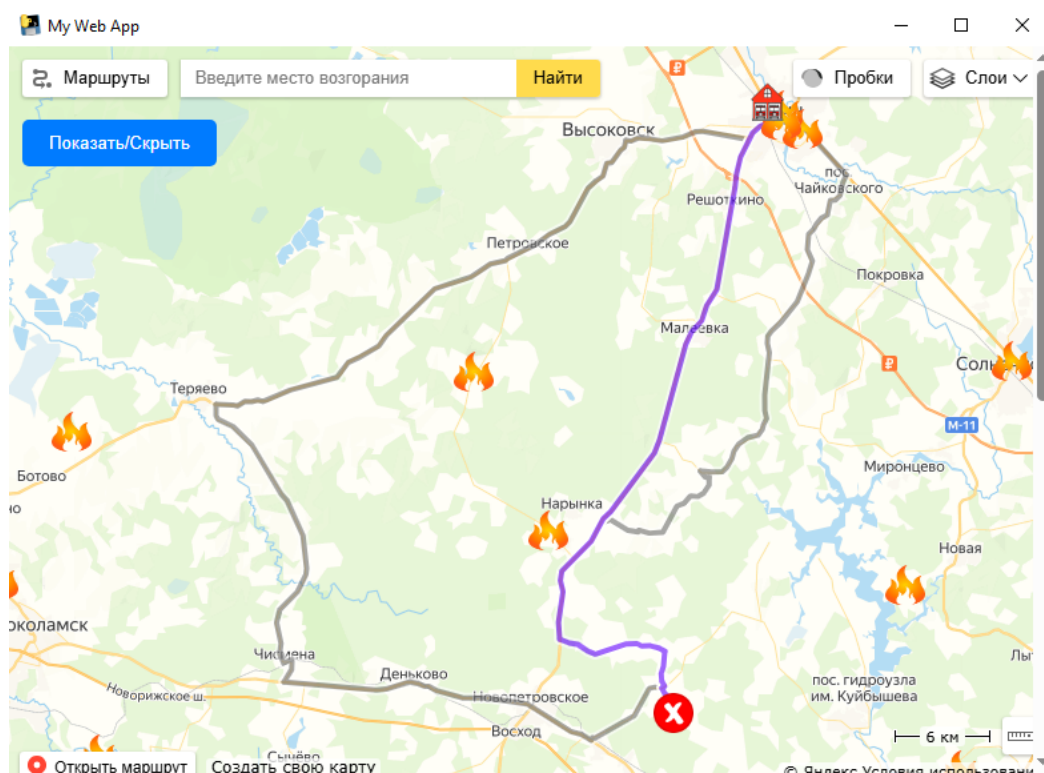 My Web App
Маршруты
Введите место возгорания
Найти
Пробки
Слои
Показать/Скрыть
Высоковск
пос.
Чайковского
Решоткино
Петровское
Покровка
Малеевка
Теряево
М-11
Ботово
Миронцево
Нарынка
Новая
Чисмена
Деньково
Новорижское ш.
Новопетровское
пос. гидроузла
им. Куйбышева
Восход
6 км
Сычёво
Открыть маршрут
Создать свою карту
© Яндекс Условия использовани